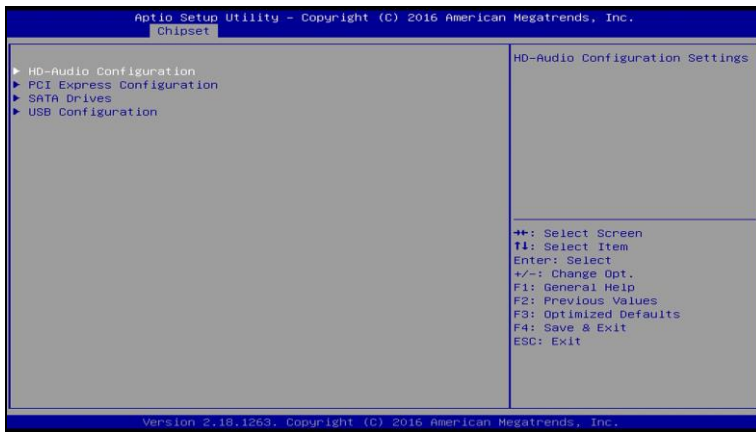 Aptio Setup Utility – Copyright (C) 2016 American Megatrends, Inc.
Chipset
▶ HD-Audio Configuration
▶ PCI Express Configuration
▶ SATA Drives
▶ USB Configuration
HD-Audio Configuration Settings
→←: Select Screen
↑↓: Select Item
Enter: Select
+/-: Change Opt.
F1: General Help
F2: Previous Values
F3: Optimized Defaults
F4: Save & Exit
ESC: Exit
Version 2.18.1263. Copyright (C) 2016 American Megatrends, Inc.